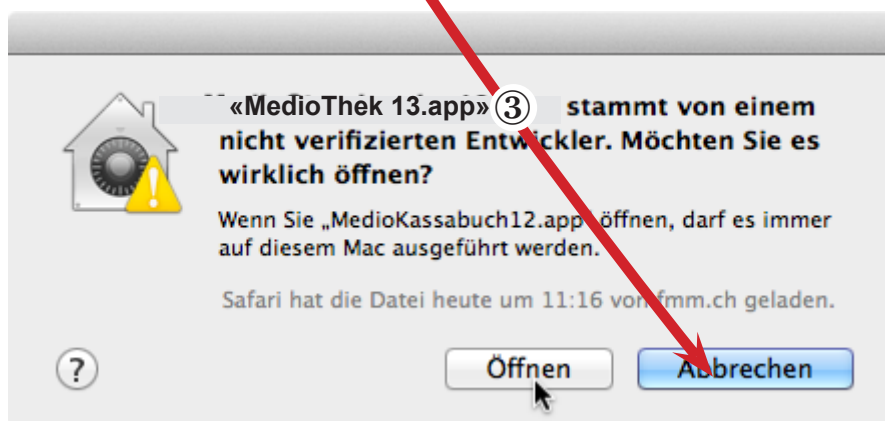 «MedioThek 13.app» ③ stammt von einem
nicht verifizierten Entwickler. Möchten Sie es
wirklich öffnen?
Wenn Sie „MedioKassabuch12.app“ öffnen, darf es immer
auf diesem Mac ausgeführt werden.
Safari hat die Datei heute um 11:16 von fmm.ch geladen.
?
Öffnen
Abbrechen